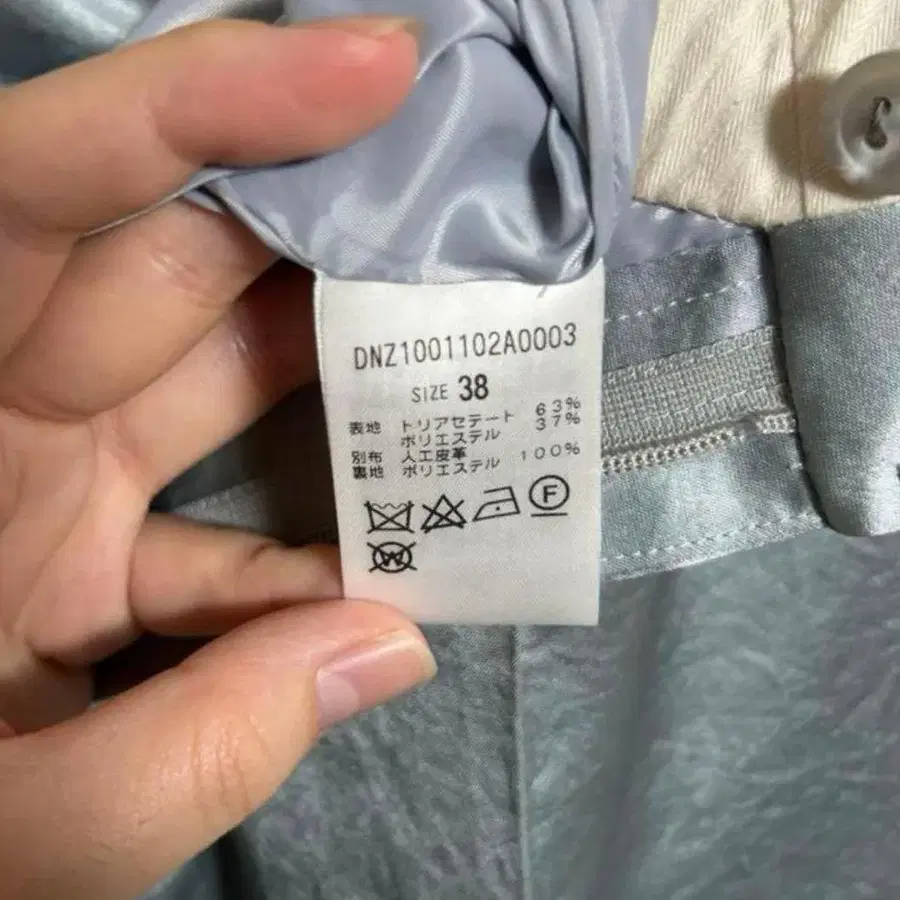 DNZ1001102A0003
SIZE 38
表地 トリアセテート 63%
ポリエステル 37%
別布 人工皮革
裏地 ポリエステル 100%
F
W